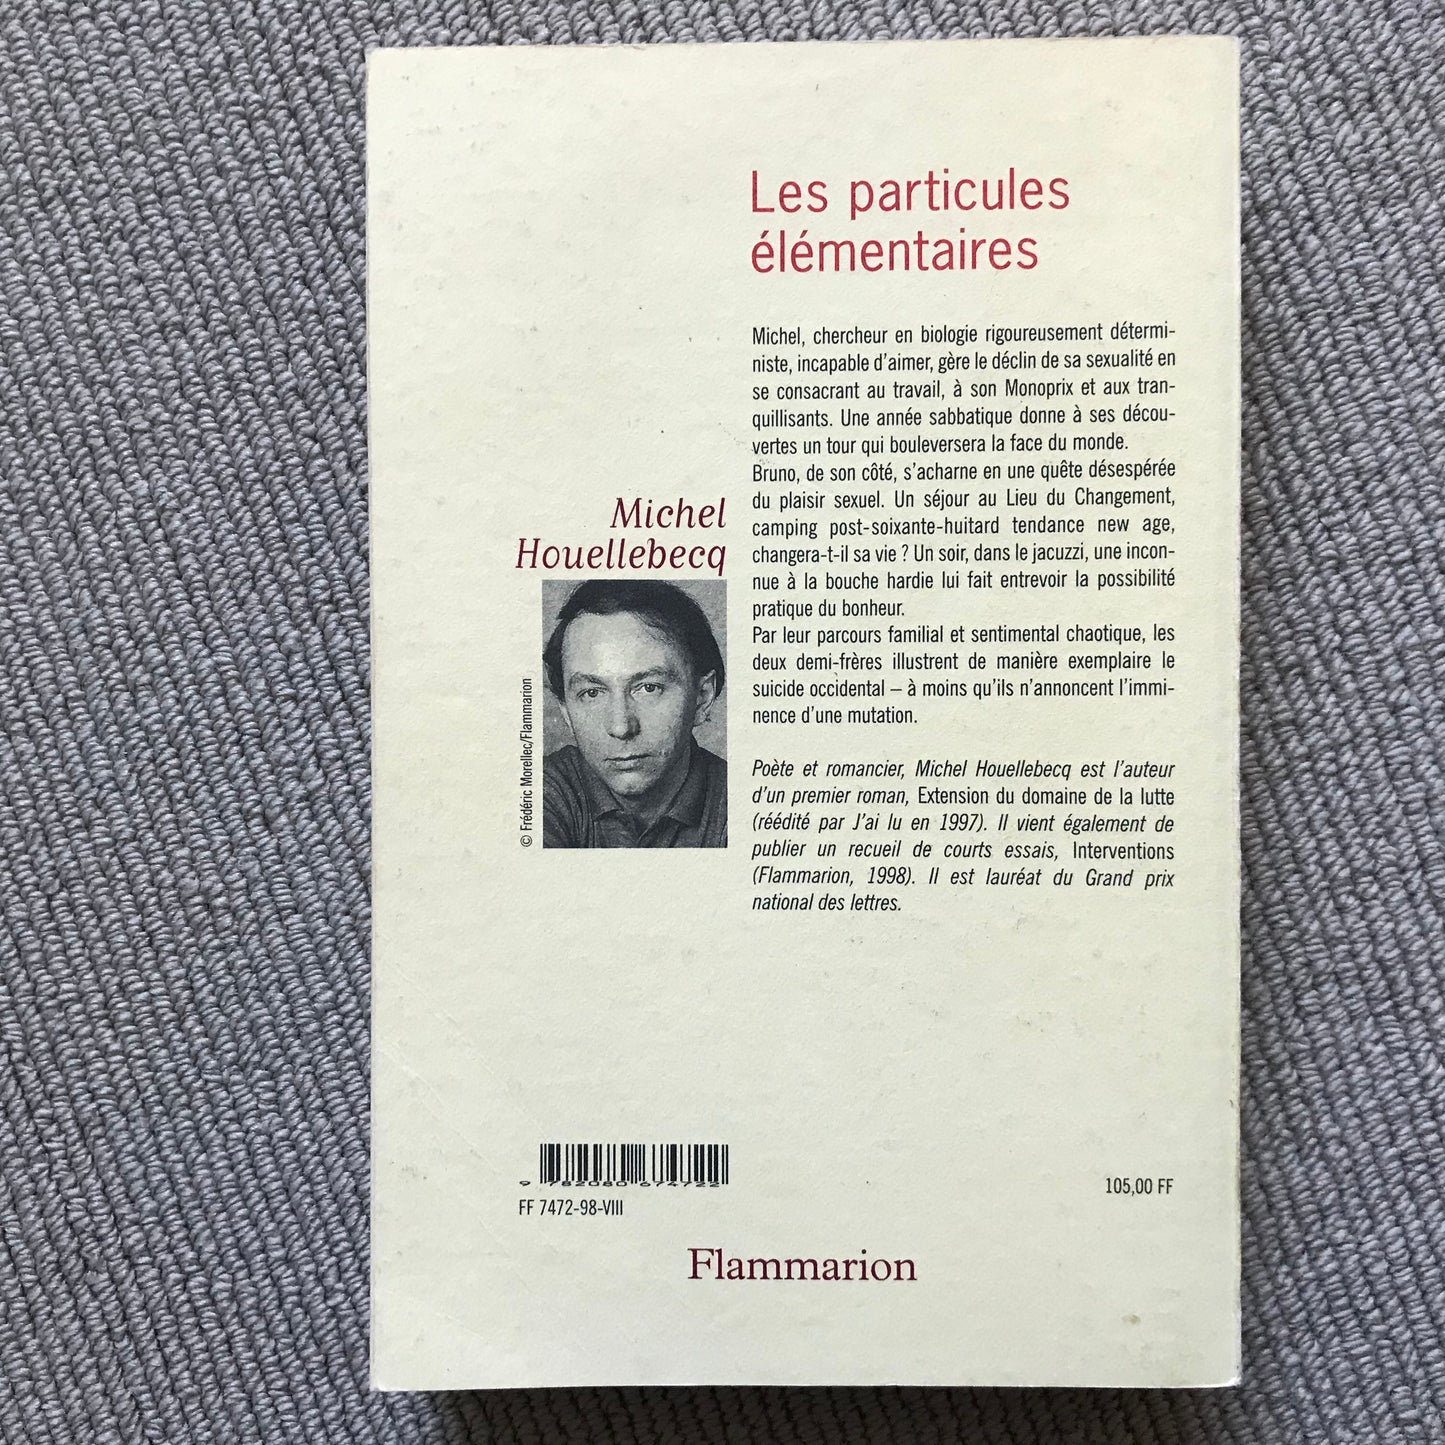 Les particules
élémentaires
Michel, chercheur en biologie rigoureusement détermi-
niste, incapable d'aimer, gère le déclin de sa sexualité en
se consacrant au travail, à son Monoprix et aux tran-
quillisants. Une année sabbatique donne à ses décou-
vertes un tour qui bouleversera la face du monde.
Bruno, de son côté, s'acharne en une quête désespérée
du plaisir sexuel. Un séjour au Lieu du Changement,
camping post-soixante-huitard tendance new age,
changera-t-il sa vie ? Un soir, dans le jacuzzi, une incon-
nue à la bouche hardie lui fait entrevoir la possibilité
pratique du bonheur.
Par leur parcours familial et sentimental chaotique, les
deux demi-frères illustrent de manière exemplaire le
suicide occidental – à moins qu'ils n'annoncent l'immi-
nence d'une mutation.
Michel
Houellebecq
© Frédéric Morellec/Flammarion
Poète et romancier, Michel Houellebecq est l'auteur
d'un premier roman, Extension du domaine de la lutte
(réédité par J'ai lu en 1997). Il vient également de
publier un recueil de courts essais, Interventions
(Flammarion, 1998). Il est lauréat du Grand prix
national des lettres.
9 782080 674722
FF 7472-98-VIII
105,00 FF
Flammarion